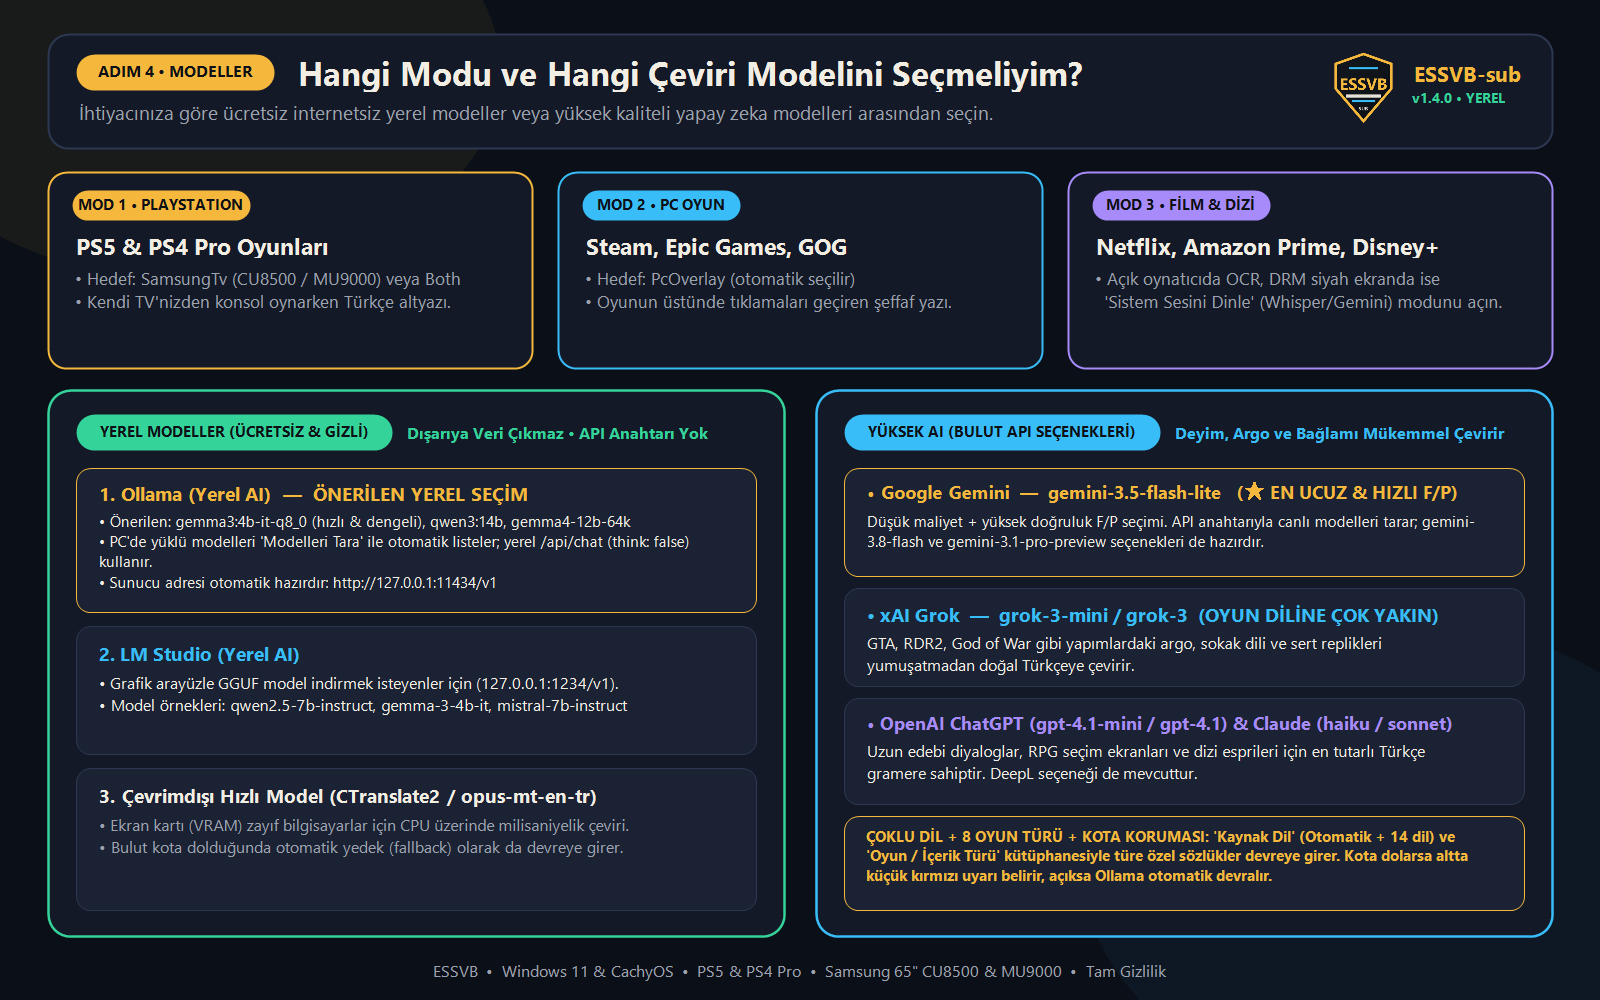 ADIM 4 • MODELLER
Hangi Modu ve Hangi Çeviri Modelini Seçmeliyim?
İhtiyacınıza göre ücretsiz internetsiz yerel modeller veya yüksek kaliteli yapay zeka modelleri arasından seçin.
ESSVB
SUB
ESSVB-sub
v1.4.0 • YEREL
MOD 1 • PLAYSTATION
PS5 & PS4 Pro Oyunları
• Hedef: SamsungTv (CU8500 / MU9000) veya Both
• Kendi TV'nizden konsol oynarken Türkçe altyazı.
MOD 2 • PC OYUN
Steam, Epic Games, GOG
• Hedef: PcOverlay (otomatik seçilir)
• Oyunun üstünde tıklamaları geçiren şeffaf yazı.
MOD 3 • FİLM & DİZİ
Netflix, Amazon Prime, Disney+
• Açık oynatıcıda OCR, DRM siyah ekranda ise
'Sistem Sesini Dinle' (Whisper/Gemini) modunu açın.
YEREL MODELLER (ÜCRETSİZ & GİZLİ)
Dışarıya Veri Çıkmaz • API Anahtarı Yok
1. Ollama (Yerel AI) — ÖNERİLEN YEREL SEÇİM
• Önerilen: gemma3:4b-it-q8_0 (hızlı & dengeli), qwen3:14b, gemma4-12b-64k
• PC'de yüklü modelleri 'Modelleri Tara' ile otomatik listeler; yerel /api/chat (think: false)
kullanır.
• Sunucu adresi otomatik hazırdır: http://127.0.0.1:11434/v1
2. LM Studio (Yerel AI)
• Grafik arayüzle GGUF model indirmek isteyenler için (127.0.0.1:1234/v1).
• Model örnekleri: qwen2.5-7b-instruct, gemma-3-4b-it, mistral-7b-instruct
3. Çevrimdışı Hızlı Model (CTranslate2 / opus-mt-en-tr)
• Ekran kartı (VRAM) zayıf bilgisayarlar için CPU üzerinde milisaniyelik çeviri.
• Bulut kota dolduğunda otomatik yedek (fallback) olarak da devreye girer.
YÜKSEK AI (BULUT API SEÇENEKLERİ)
Deyim, Argo ve Bağlamı Mükemmel Çevirir
• Google Gemini — gemini-3.5-flash-lite (★ EN UCUZ & HIZLI F/P)
Düşük maliyet + yüksek doğruluk F/P seçimi. API anahtarıyla canlı modelleri tarar; gemini-
3.8-flash ve gemini-3.1-pro-preview seçenekleri de hazırdır.
• xAI Grok — grok-3-mini / grok-3 (OYUN DİLİNE ÇOK YAKIN)
GTA, RDR2, God of War gibi yapımlardaki argo, sokak dili ve sert replikleri
yumuşatmadan doğal Türkçeye çevirir.
• OpenAI ChatGPT (gpt-4.1-mini / gpt-4.1) & Claude (haiku / sonnet)
Uzun edebi diyaloglar, RPG seçim ekranları ve dizi esprileri için en tutarlı Türkçe
gramere sahiptir. DeepL seçeneği de mevcuttur.
ÇOKLU DİL + 8 OYUN TÜRÜ + KOTA KORUMASI: 'Kaynak Dil' (Otomatik + 14 dil) ve
'Oyun / İçerik Türü' kütüphanesiyle türe özel sözlükler devreye girer. Kota dolarsa altta
küçük kırmızı uyarı belirir, açıksa Ollama otomatik devralır.
ESSVB • Windows 11 & CachyOS • PS5 & PS4 Pro • Samsung 65" CU8500 & MU9000 • Tam Gizlilik